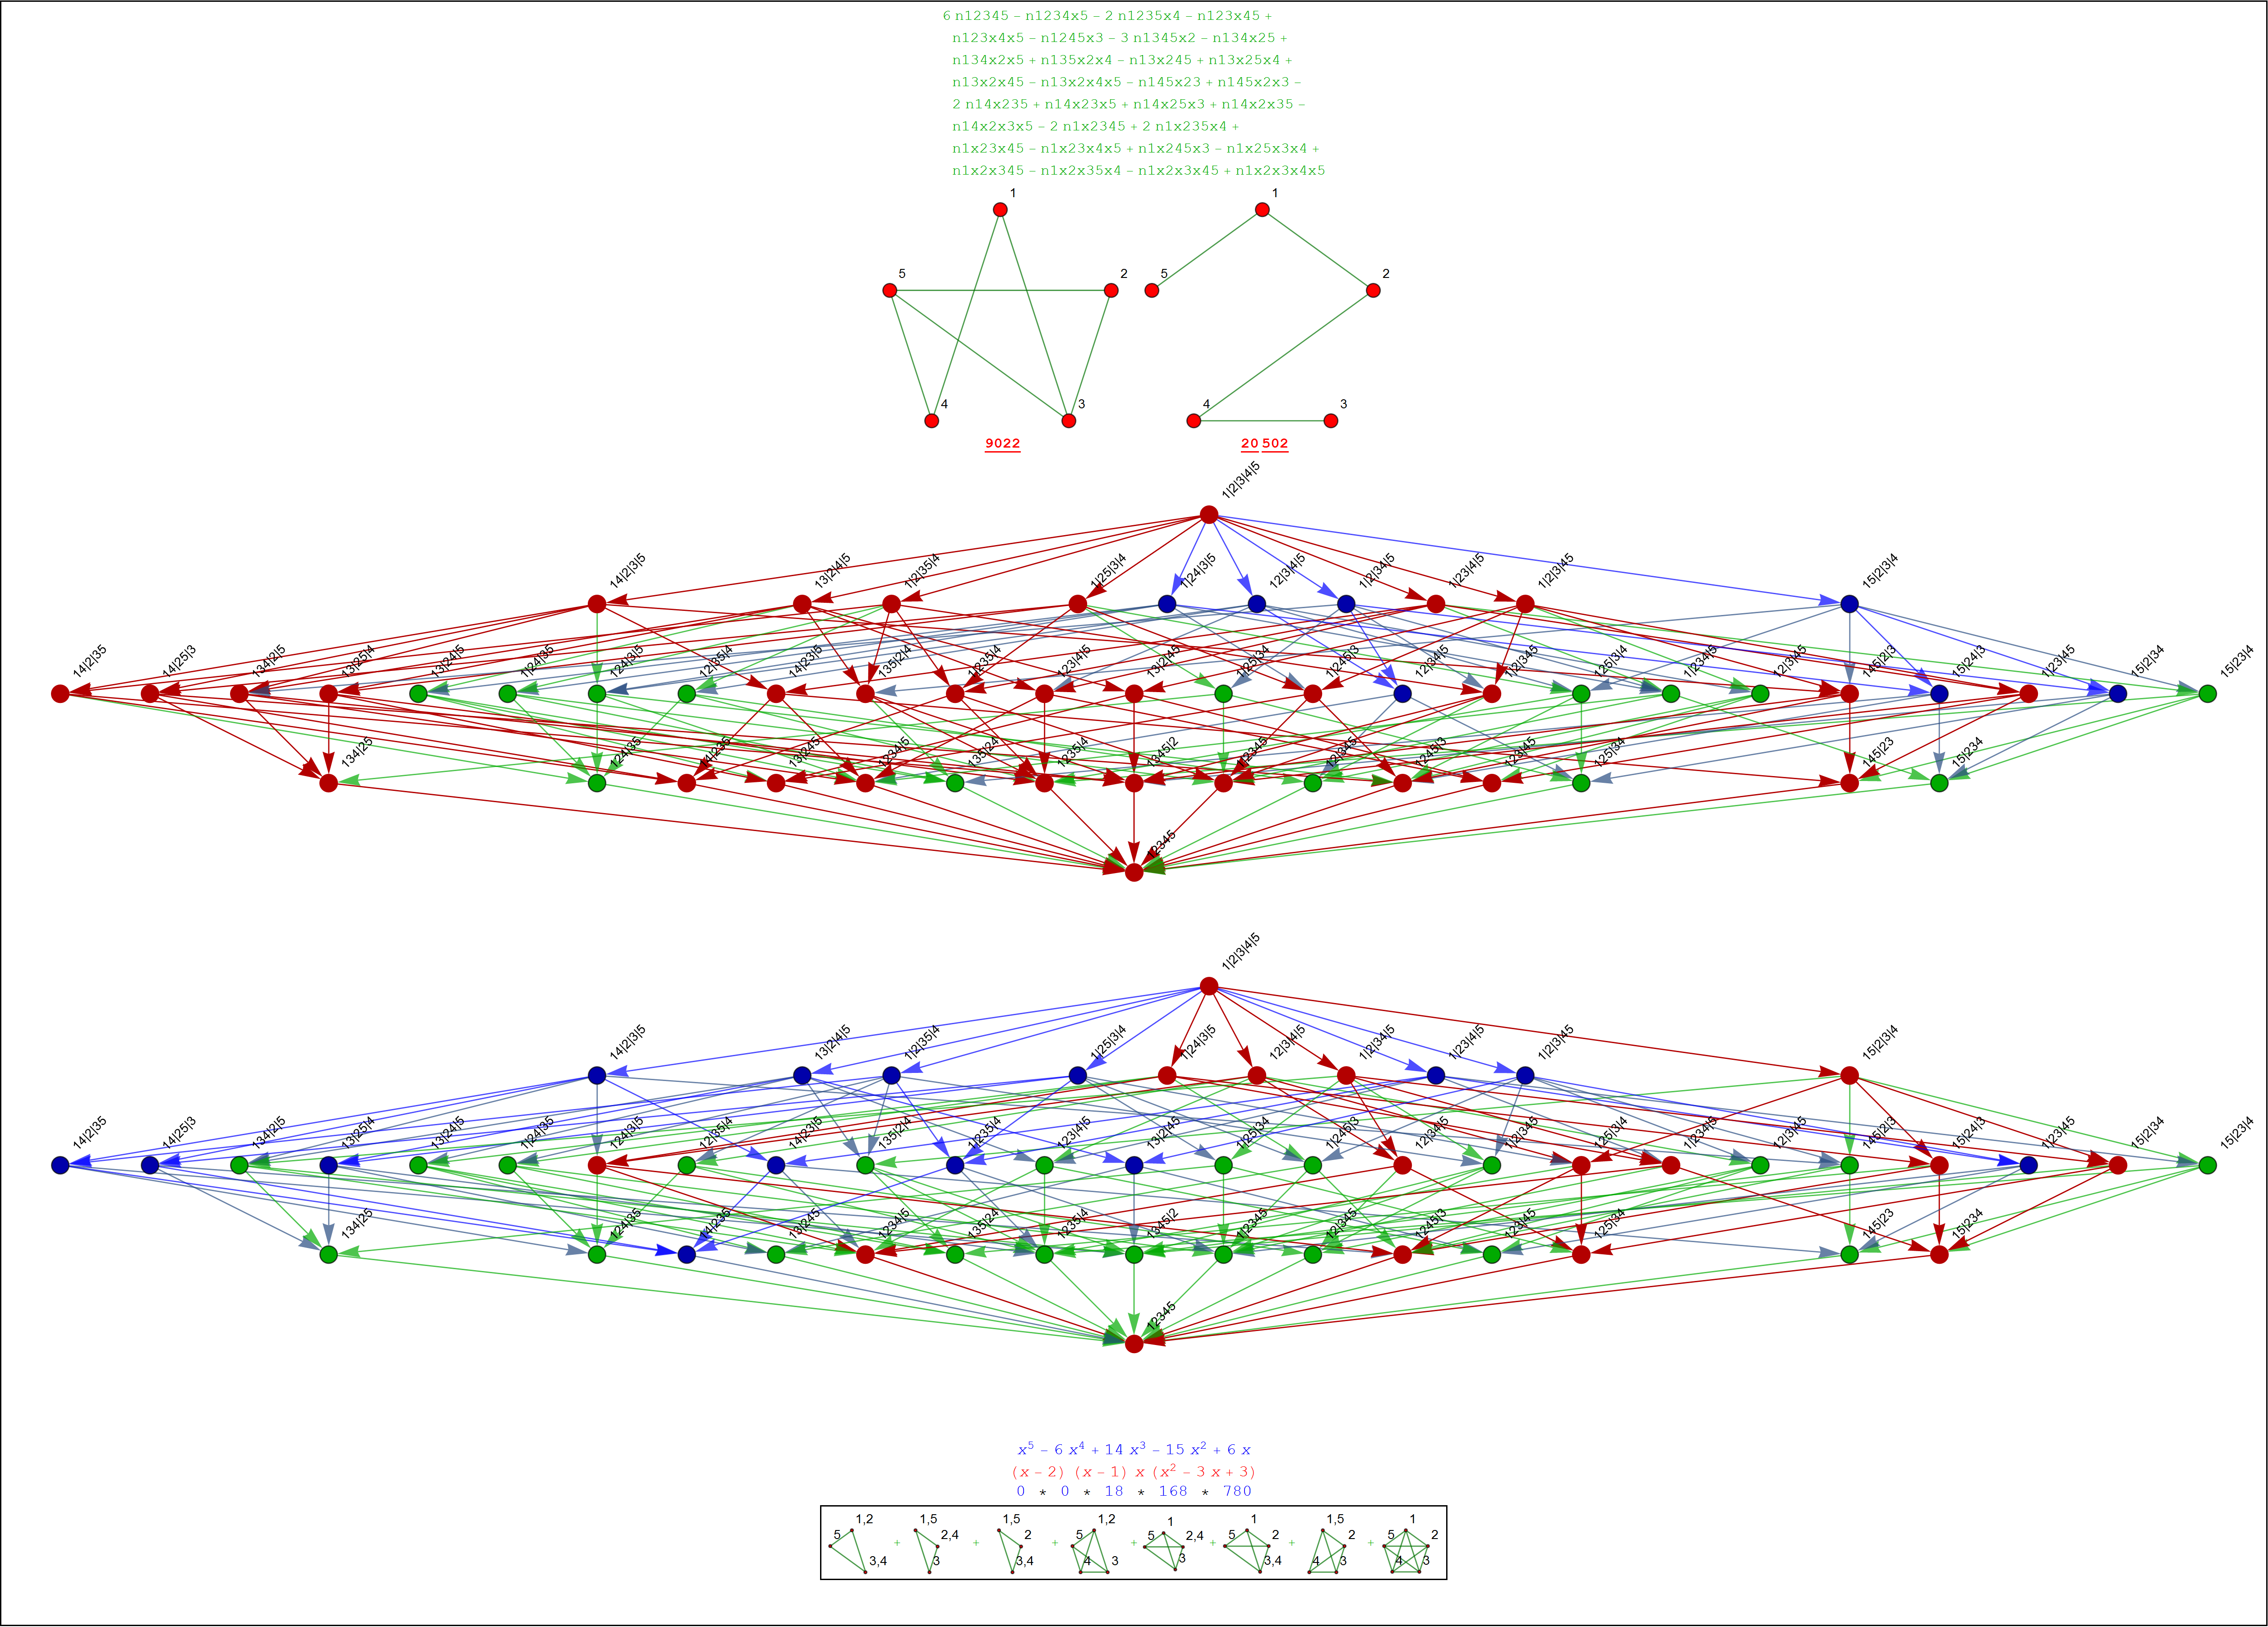 6 n12345 – n1234x5 – 2 n1235x4 – n123x45 +
n123x4x5 – n1245x3 – 3 n1345x2 – n134x25 +
n134x2x5 + n135x2x4 – n13x245 + n13x25x4 +
n13x2x45 – n13x2x4x5 – n145x23 + n145x2x3 –
2 n14x235 + n14x23x5 + n14x25x3 + n14x2x35 –
n14x2x3x5 – 2 n1x2345 + 2 n1x235x4 +
n1x23x45 – n1x23x4x5 + n1x245x3 – n1x25x3x4 +
n1x2x345 – n1x2x35x4 – n1x2x3x45 + n1x2x3x4x5
1 1
5 2 5 2
4 3 4 3
9022 20 502
1|2|3|4|5
14|2|3|5 13|2|4|5 1|2|35|4 1|25|3|4 1|24|3|5 12|3|4|5 1|2|34|5 1|23|4|5 1|2|3|45 15|2|3|4
14|2|35 14|25|3 134|2|5 13|25|4 13|24|5 1|24|35 124|3|5 12|35|4 14|23|5 135|2|4 1|235|4 123|4|5 13|2|45 1|25|34 1|245|3 12|34|5 1|2|345 125|3|4 1|234|5 12|3|45 145|2|3 15|24|3 1|23|45 15|2|34 15|23|4
134|25 124|35 14|235 13|245 1234|5 135|24 1235|4 1345|2 1|2345 12|345 1245|3 123|45 125|34 145|23 15|234
12345
1|2|3|4|5
14|2|3|5 13|2|4|5 1|2|35|4 1|25|3|4 1|24|3|5 12|3|4|5 1|2|34|5 1|23|4|5 1|2|3|45 15|2|3|4
14|2|35 14|25|3 134|2|5 13|25|4 13|24|5 1|24|35 124|3|5 12|35|4 14|23|5 135|2|4 1|235|4 123|4|5 13|2|45 1|25|34 1|245|3 12|34|5 1|2|345 125|3|4 1|234|5 12|3|45 145|2|3 15|24|3 1|23|45 15|2|34 15|23|4
134|25 124|35 14|235 13|245 1234|5 135|24 1235|4 1345|2 1|2345 12|345 1245|3 123|45 125|34 145|23 15|234
12345
x⁵ – 6 x⁴ + 14 x³ – 15 x² + 6 x
(x – 2) (x – 1) x (x² – 3 x + 3)
0 * 0 * 18 * 168 * 780
1,2 1,5 1,5 1,2 1 1 1,5 1
5 + 2,4 + 2 + 5 + 5 2,4 + 5 2 + 2 + 5 2
3,4 3 3,4 4 3 3 3,4 4 3 4 3